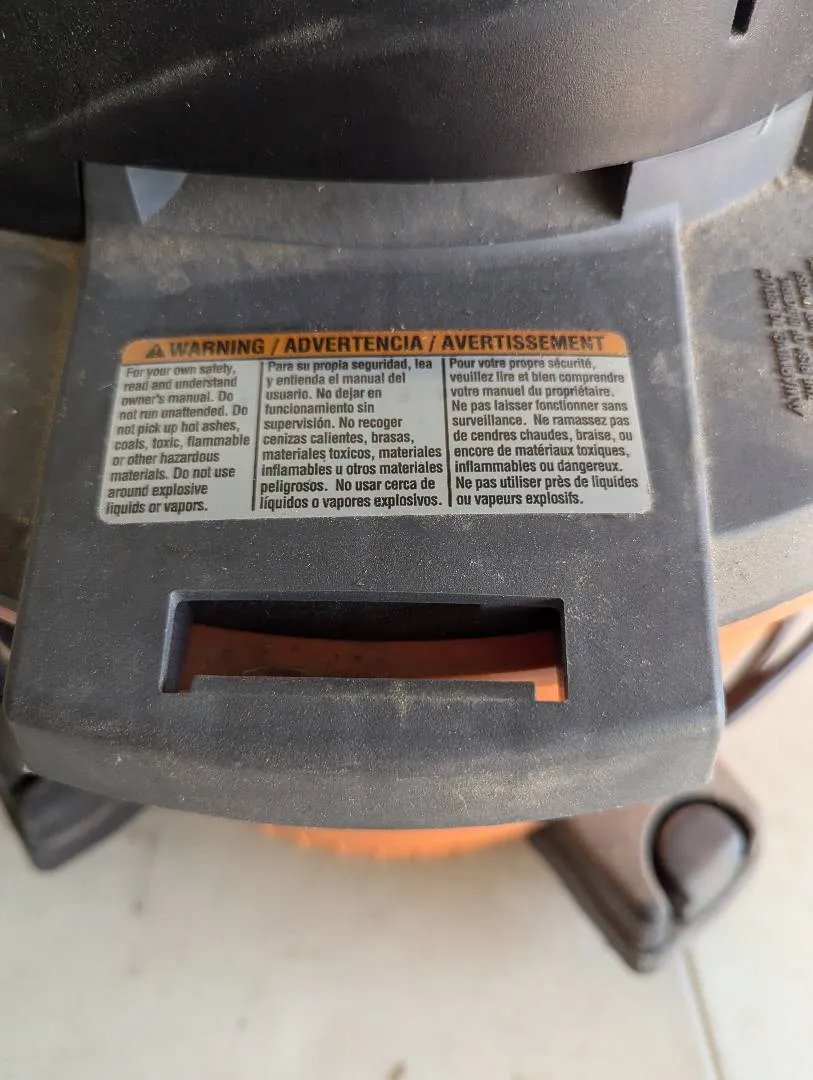 WARNING / ADVERTENCIA / AVERTISSEMENT
For your own safety,
read and understand
owner's manual. Do
not run unattended. Do
not pick up hot ashes,
coals, toxic, flammable
or other hazardous
materials. Do not use
around explosive
liquids or vapors.
Para su propia seguridad, lea
y entienda el manual del
usuario. No dejar en
funcionamiento sin
supervisión. No recoger
cenizas calientes, brasas,
materiales toxicos, materiales
inflamables u otros materiales
peligrosos. No usar cerca de
líquidos o vapores explosivos.
Pour votre propre sécurité,
veuillez lire et bien comprendre
votre manuel du propriétaire.
Ne pas laisser fonctionner sans
surveillance. Ne ramassez pas
de cendres chaudes, braise, ou
encore de matériaux toxiques,
inflammables ou dangereux.
Ne pas utiliser près de liquides
ou vapeurs explosifs.